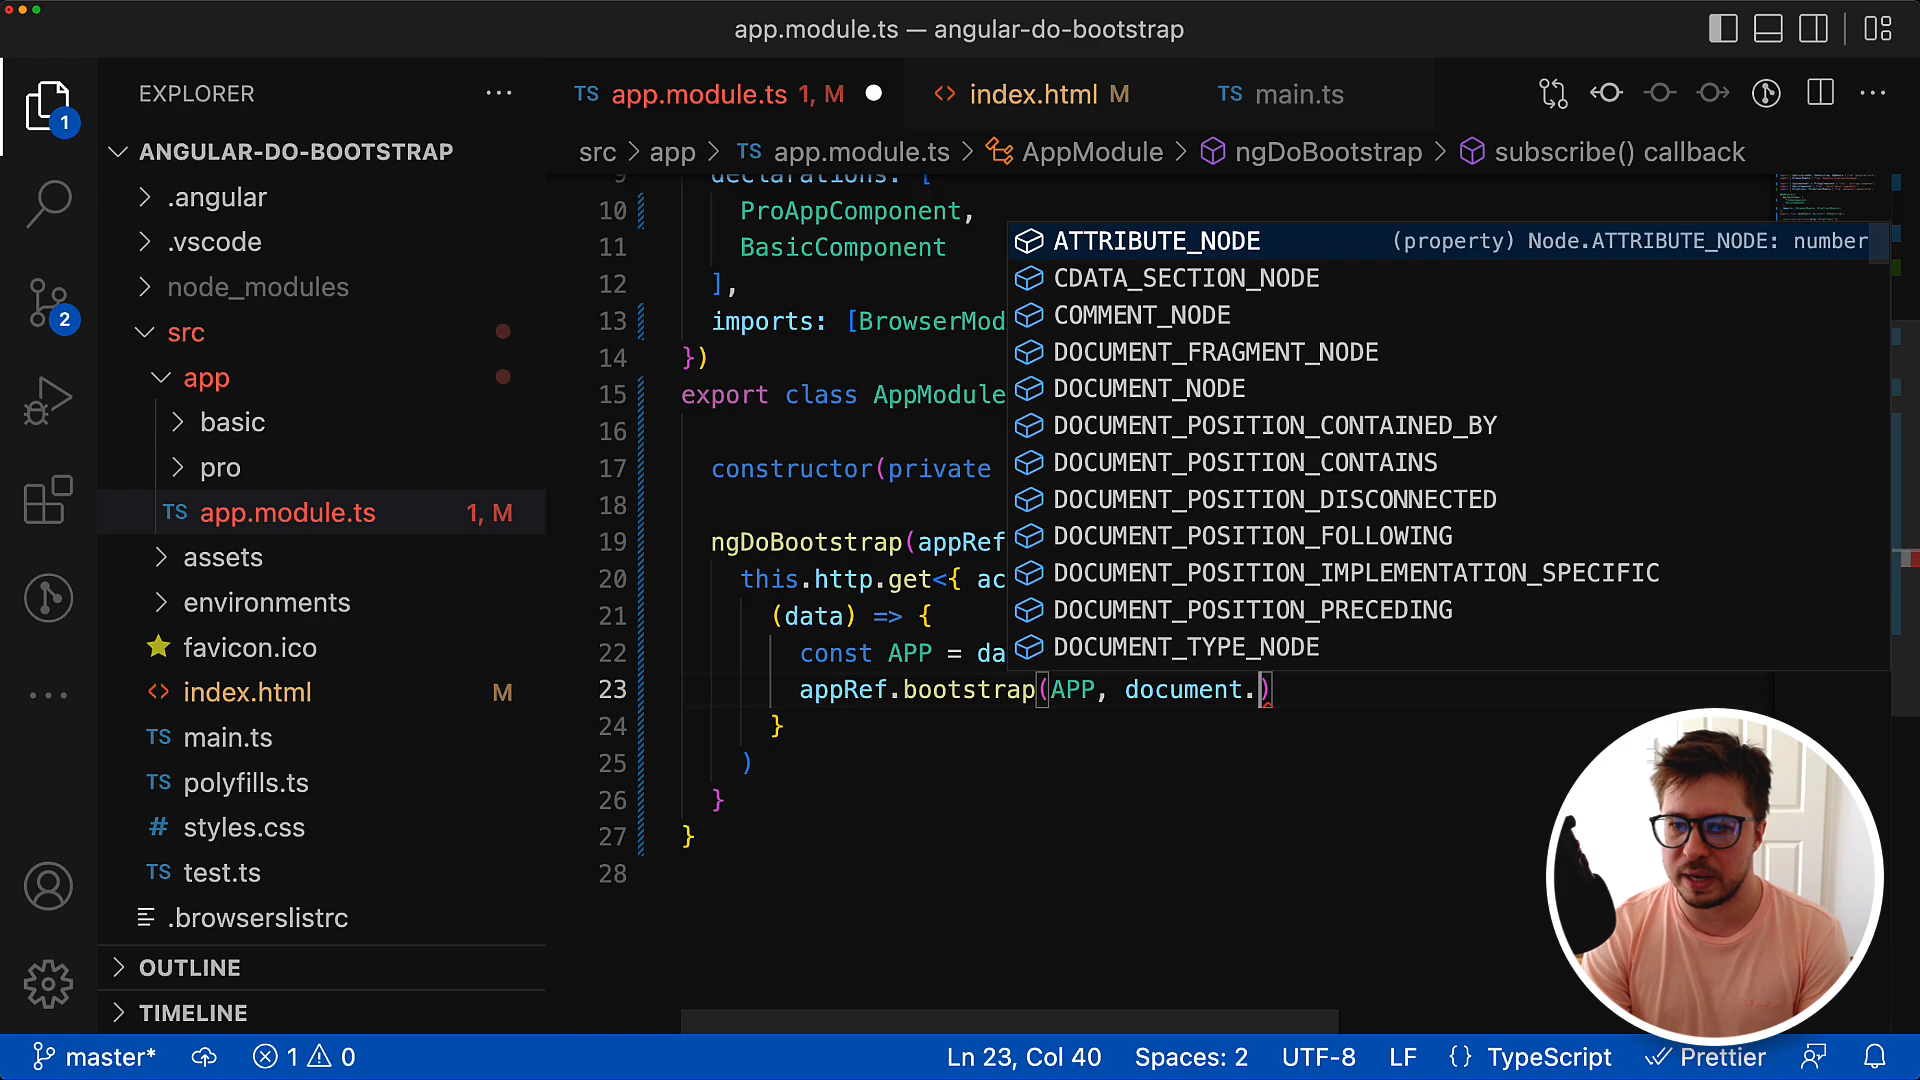 app.module.ts — angular-do-bootstrap
EXPLORER
ANGULAR-DO-BOOTSTRAP
.angular
.vscode
node_modules
src
app
basic
pro
TS app.module.ts 1, M
assets
environments
favicon.ico
<> index.html M
TS main.ts
TS polyfills.ts
# styles.css
TS test.ts
.browserslistrc
OUTLINE
TIMELINE
1
2
TS app.module.ts 1, M
<> index.html M
TS main.ts
src > app > TS app.module.ts > AppModule > ngDoBootstrap > subscribe() callback
9 declarations: [
10 ProAppComponent,
11 BasicComponent
12 ],
13 imports: [BrowserMod
14 })
15 export class AppModule
16
17 constructor(private
18
19 ngDoBootstrap(appRef
20 this.http.get<{ ac
21 (data) => {
22 const APP = da
23 appRef.bootstrap(APP, document.)
24 }
25 )
26 }
27 }
28
ATTRIBUTE_NODE (property) Node.ATTRIBUTE_NODE: number
CDATA_SECTION_NODE
COMMENT_NODE
DOCUMENT_FRAGMENT_NODE
DOCUMENT_NODE
DOCUMENT_POSITION_CONTAINED_BY
DOCUMENT_POSITION_CONTAINS
DOCUMENT_POSITION_DISCONNECTED
DOCUMENT_POSITION_FOLLOWING
DOCUMENT_POSITION_IMPLEMENTATION_SPECIFIC
DOCUMENT_POSITION_PRECEDING
DOCUMENT_TYPE_NODE
master* 1 0 Ln 23, Col 40 Spaces: 2 UTF-8 LF {} TypeScript Prettier